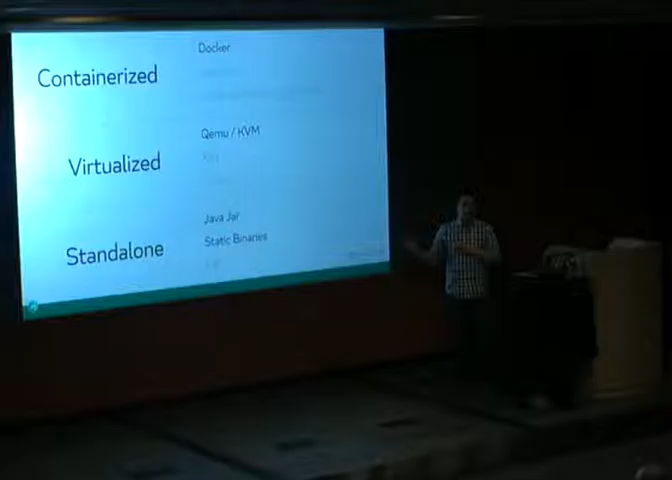 Docker
Containerized
Qemu / KVM
Virtualized
Java Jar
Static Binaries
Standalone